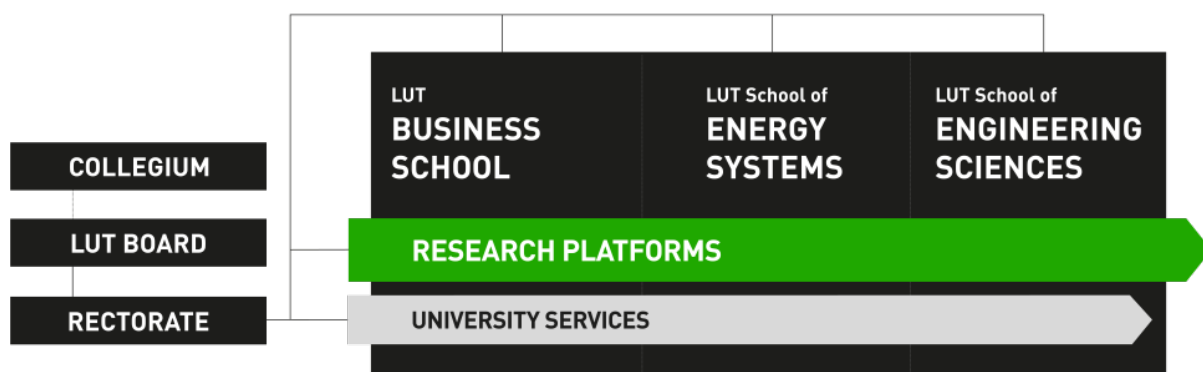 LUT
BUSINESS
SCHOOL
LUT School of
ENERGY
SYSTEMS
LUT School of
ENGINEERING
SCIENCES
COLLEGIUM
LUT BOARD
RECTORATE
RESEARCH PLATFORMS
UNIVERSITY SERVICES